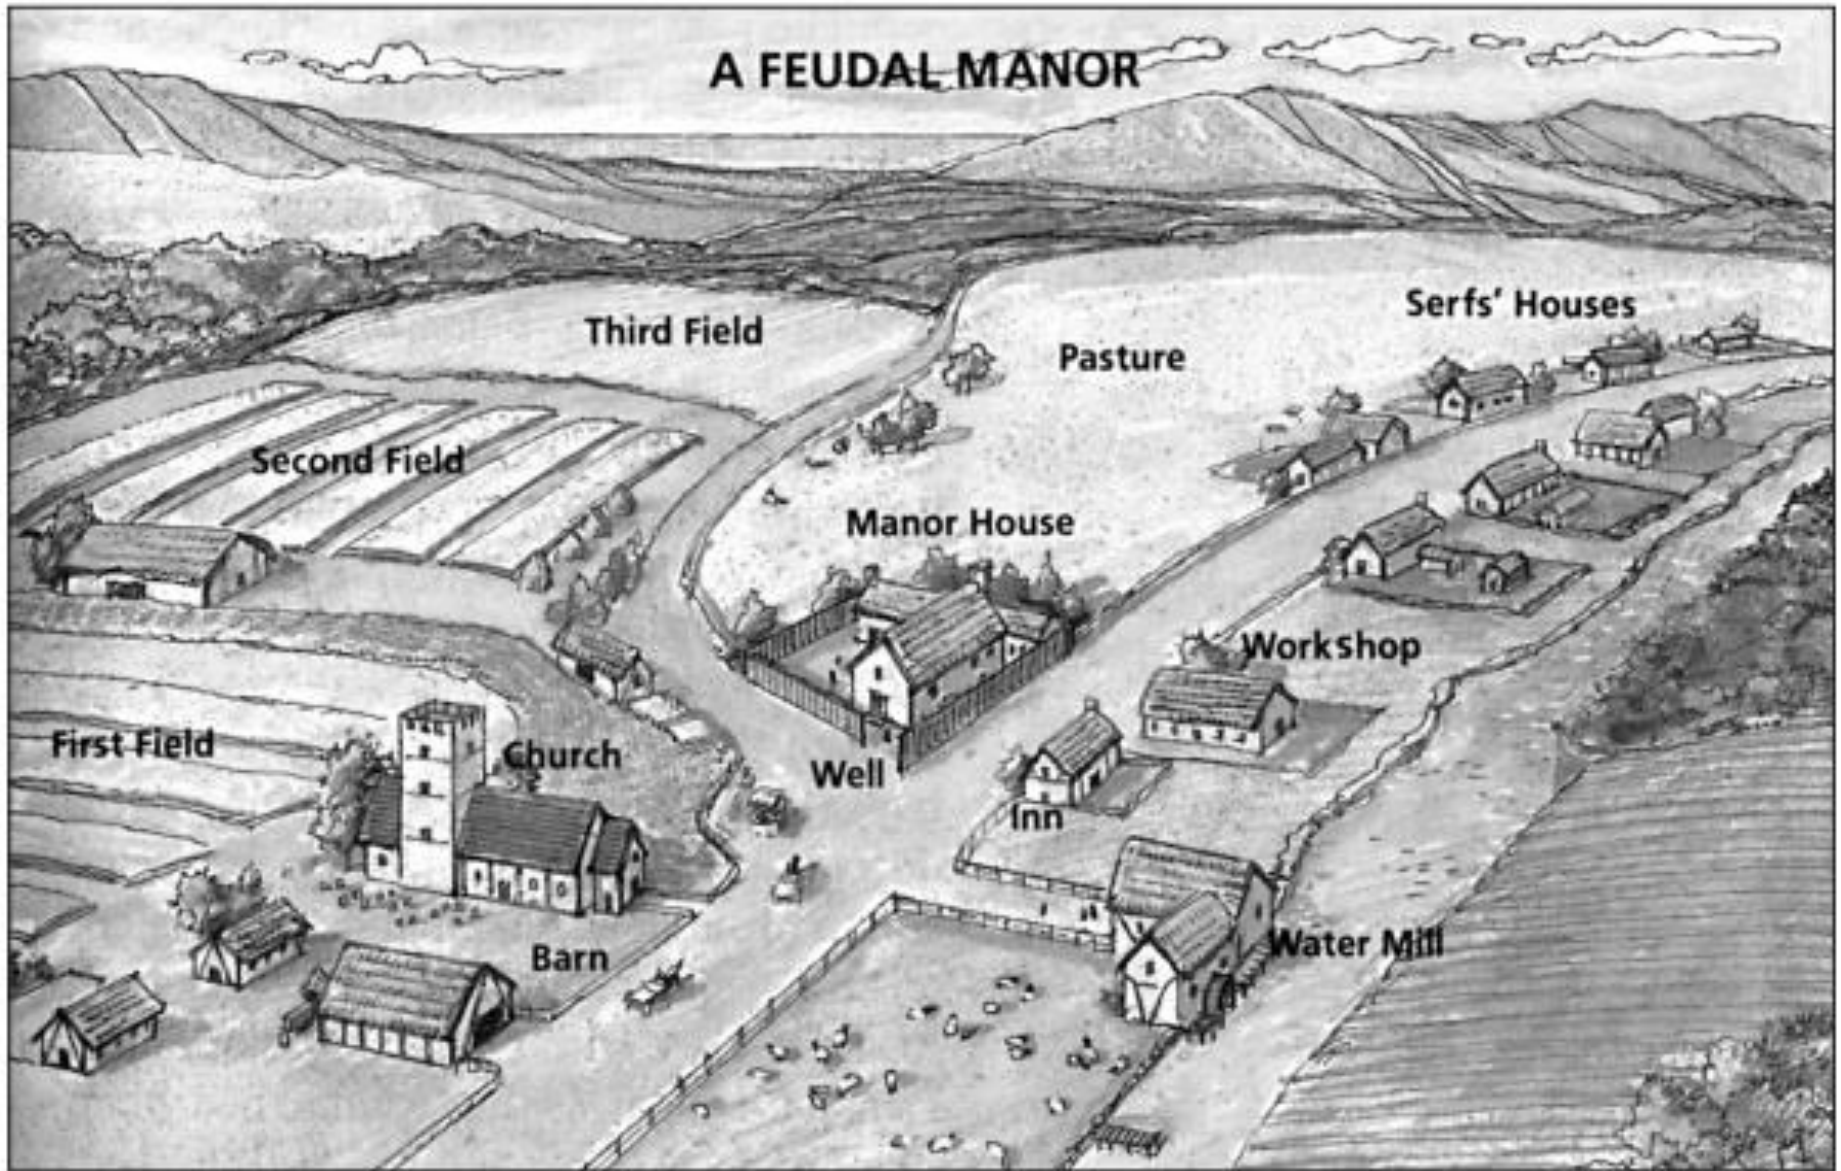 A FEUDAL MANOR
Serfs' Houses
Third Field
Pasture
Second Field
Manor House
Workshop
First Field
Church
Well
Inn
Water Mill
Barn